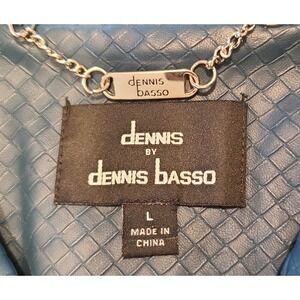 dennis
basso
dennis
BY
dennis basso
L
MADE IN
CHINA